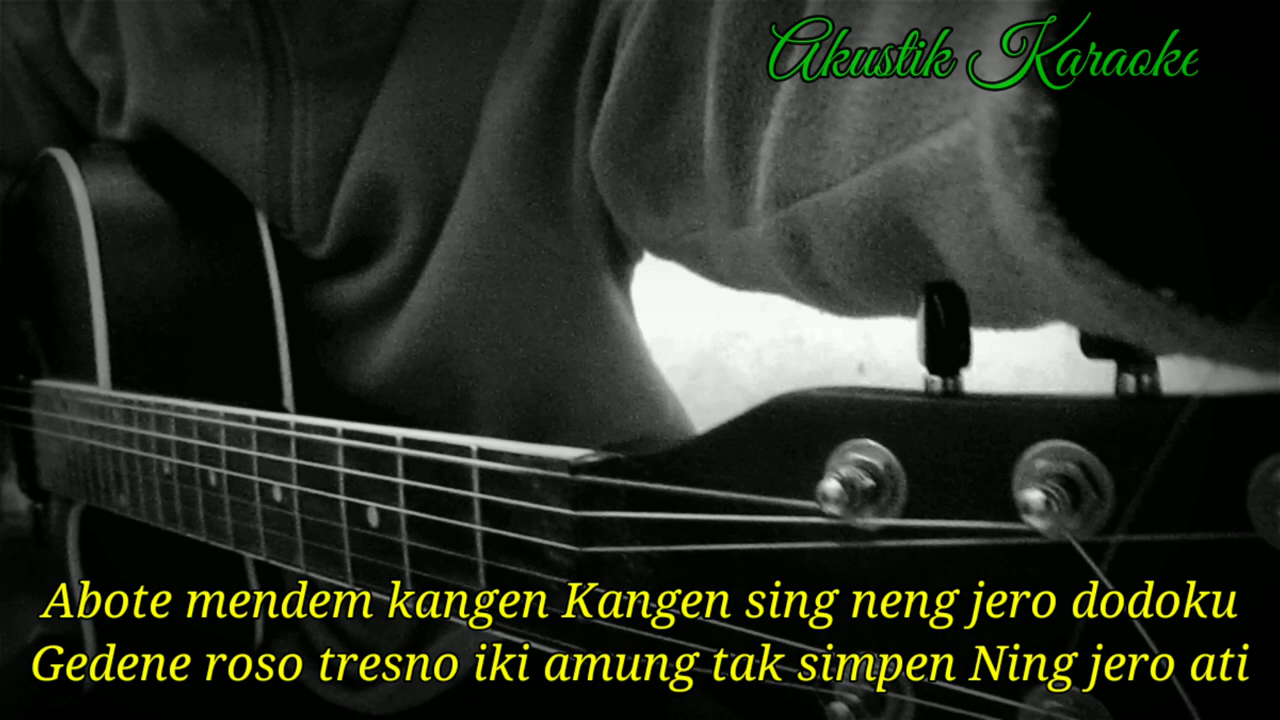 Akustik Karaoke
Abote mendem kangen Kangen sing neng jero dodoku
Gedene roso tresno iki amung tak simpen Ning jero ati